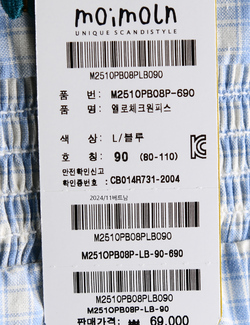 moimoln
UNIQUE SCANDISTYLE
M2510PB08PLB090
품 번: M2510PB08P-690
품 명: 옐로체크원피스
색 상: L/블루
호 칭: 90 (80-110)
안전확인신고
확인증번호 :CB014R731-2004
2024/11베트남
M2510PB08PLB090
M2510PB08P-LB-90-690
M2510PB08PLB090
M2510PB08P-LB-90
판매가격: ₩ 69,000